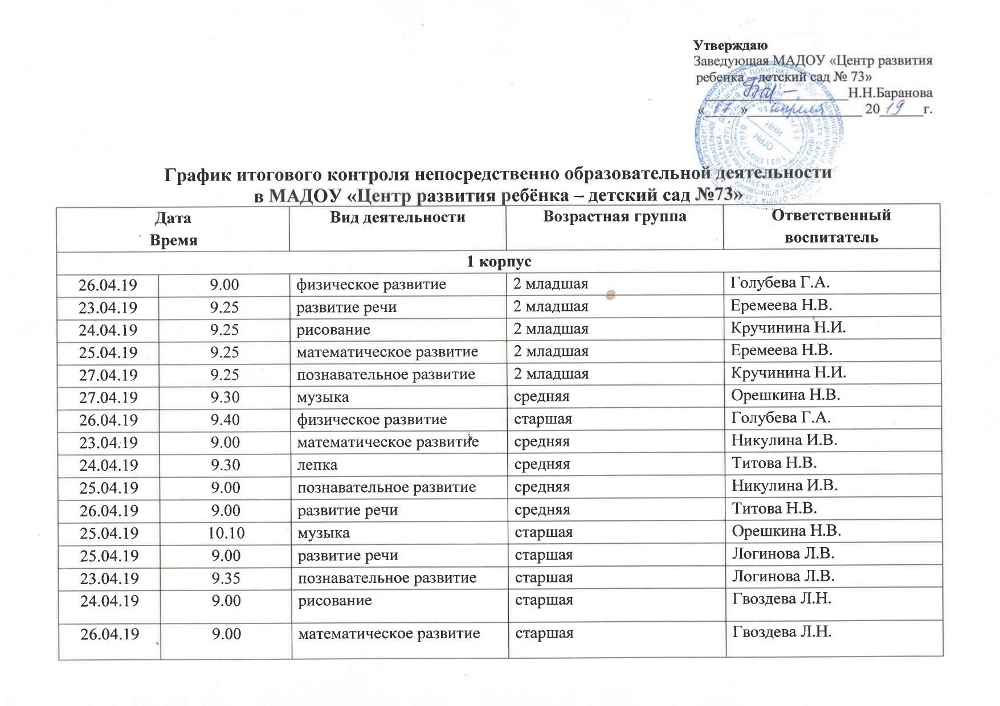 Утверждаю
Заведующая МАДОУ «Центр развития
ребенка – детский сад № 73»
Н.Н.Баранова
«17» апреля 2019 г.
График итогового контроля непосредственно образовательной деятельности
в МАДОУ «Центр развития ребёнка – детский сад №73»
Дата Время Вид деятельности Возрастная группа Ответственный воспитатель
1 корпус
26.04.19 9.00 физическое развитие 2 младшая Голубева Г.А.
23.04.19 9.25 развитие речи 2 младшая Еремеева Н.В.
24.04.19 9.25 рисование 2 младшая Кручинина Н.И.
25.04.19 9.25 математическое развитие 2 младшая Еремеева Н.В.
27.04.19 9.25 познавательное развитие 2 младшая Кручинина Н.И.
27.04.19 9.30 музыка средняя Орешкина Н.В.
26.04.19 9.40 физическое развитие старшая Голубева Г.А.
23.04.19 9.00 математическое развитие средняя Никулина И.В.
24.04.19 9.30 лепка средняя Титова Н.В.
25.04.19 9.00 познавательное развитие средняя Никулина И.В.
26.04.19 9.00 развитие речи средняя Титова Н.В.
25.04.19 10.10 музыка старшая Орешкина Н.В.
25.04.19 9.00 развитие речи старшая Логинова Л.В.
23.04.19 9.35 познавательное развитие старшая Логинова Л.В.
24.04.19 9.00 рисование старшая Гвоздева Л.Н.
26.04.19 9.00 математическое развитие старшая Гвоздева Л.Н.